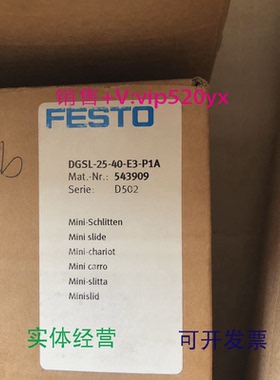 销售+V:vip520yx
FESTO
DGSL-25-40-E3-P1A
Mat.-Nr.: 543909
Serie: D502
Mini-Schlitten
Mini slide
Mini-chariot
Mini carro
Mini-slitta
Minislid
实体经营 可开发票